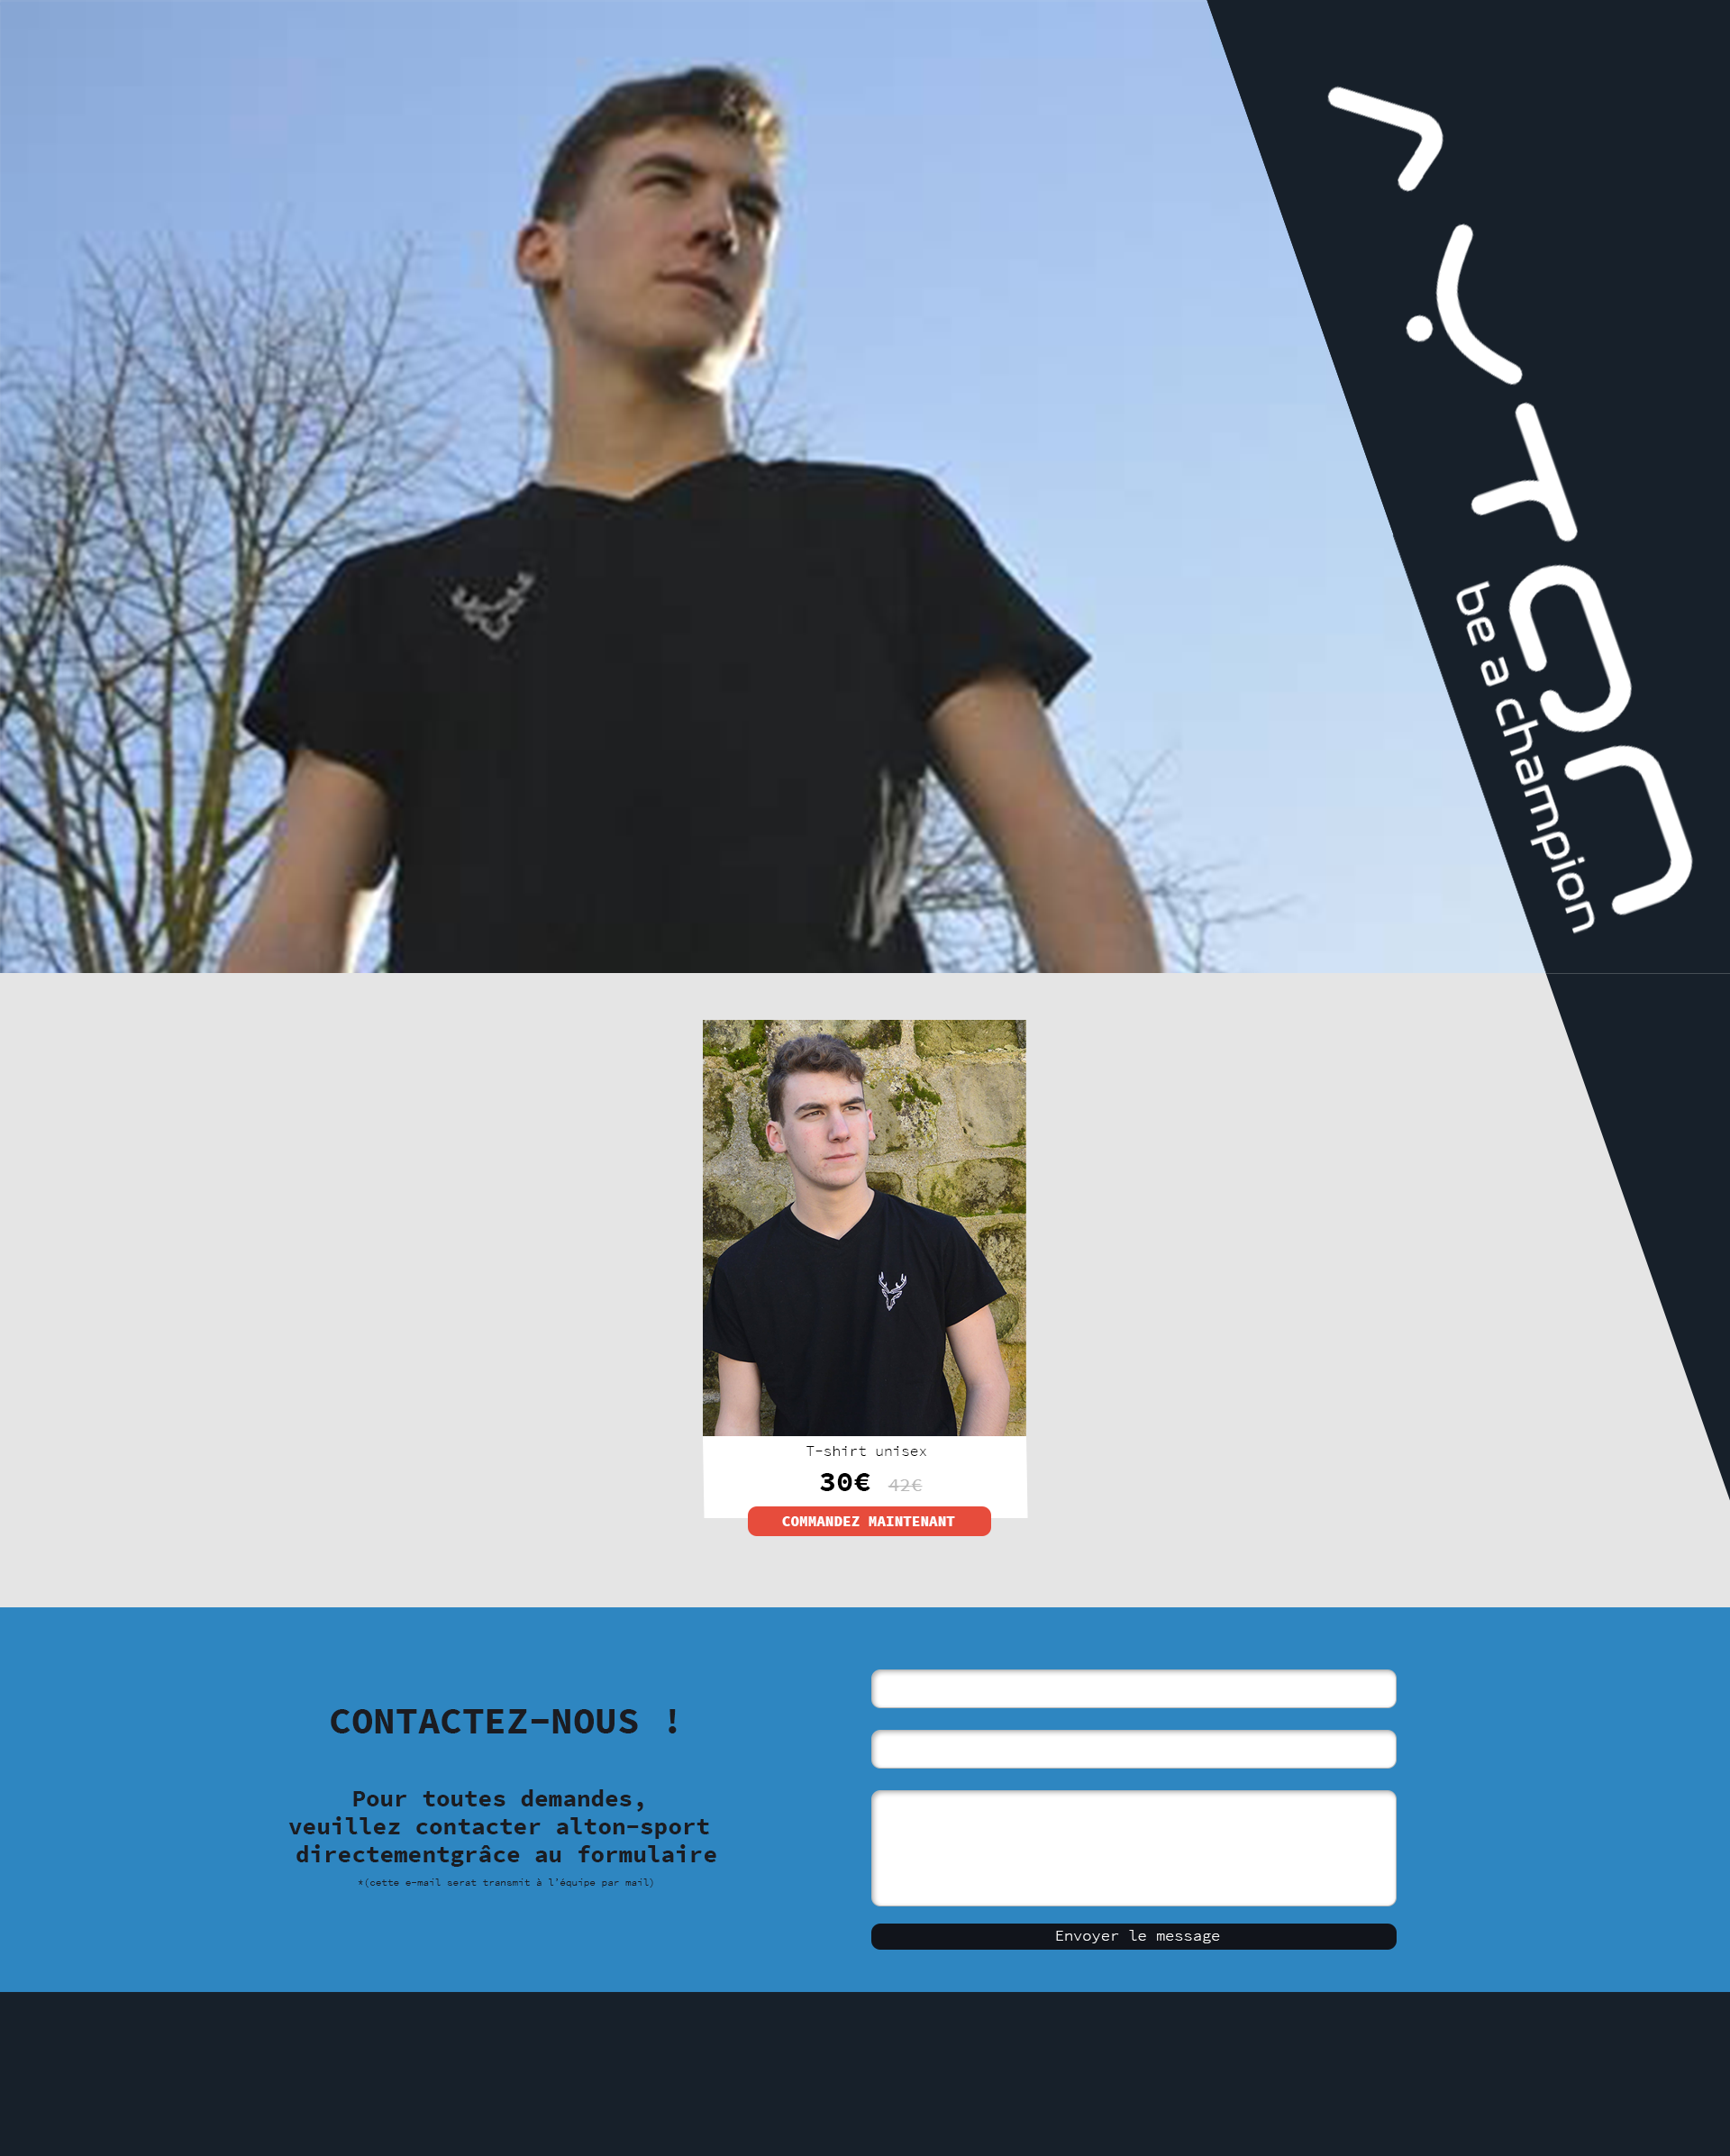 ALTON
be a champion
T-shirt unisex
30€ 42€
COMMANDEZ MAINTENANT
CONTACTEZ-NOUS !
Pour toutes demandes,
veuillez contacter alton-sport
directementgrâce au formulaire
*(cette e-mail serat transmit à l'équipe par mail)
Envoyer le message